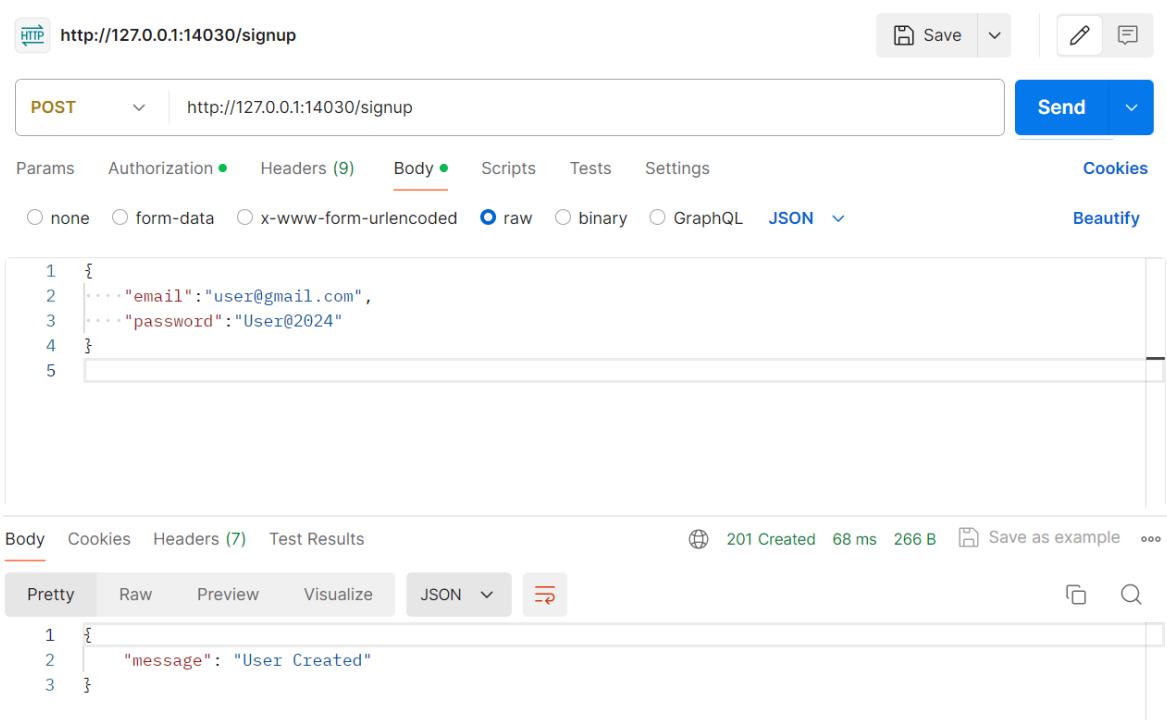 HTTP http://127.0.0.1:14030/signup Save
POST http://127.0.0.1:14030/signup Send
Params Authorization Headers (9) Body Scripts Tests Settings Cookies
none form-data x-www-form-urlencoded raw binary GraphQL JSON Beautify
1 {
2 ····"email":"user@gmail.com",
3 ····"password":"User@2024"
4 }
5
Body Cookies Headers (7) Test Results 201 Created 68 ms 266 B Save as example
Pretty Raw Preview Visualize JSON
1 {
2 "message": "User Created"
3 }